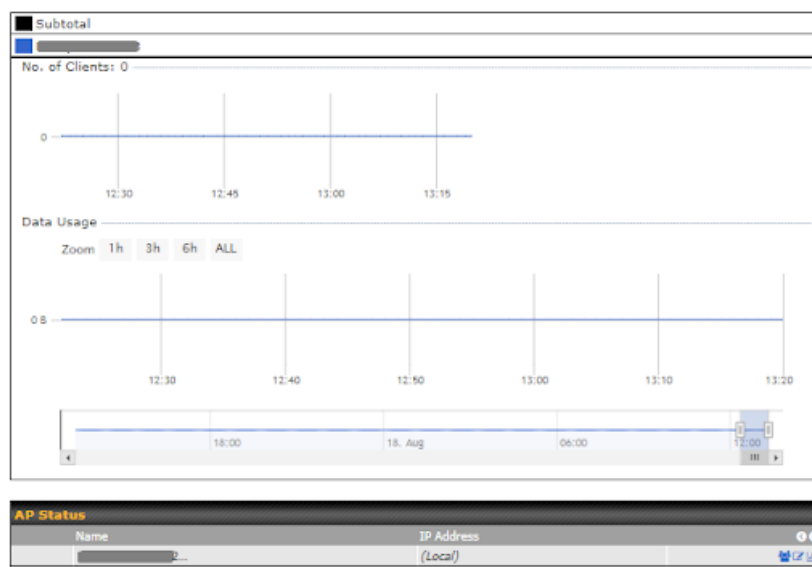 Subtotal
No. of Clients: 0
0
12:30 12:45 13:00 13:15
Data Usage
Zoom 1h 3h 6h ALL
0 B
12:30 12:40 12:50 13:00 13:10 13:20
18:00 18. Aug 06:00 12:00
AP Status
Name IP Address
2... (Local)